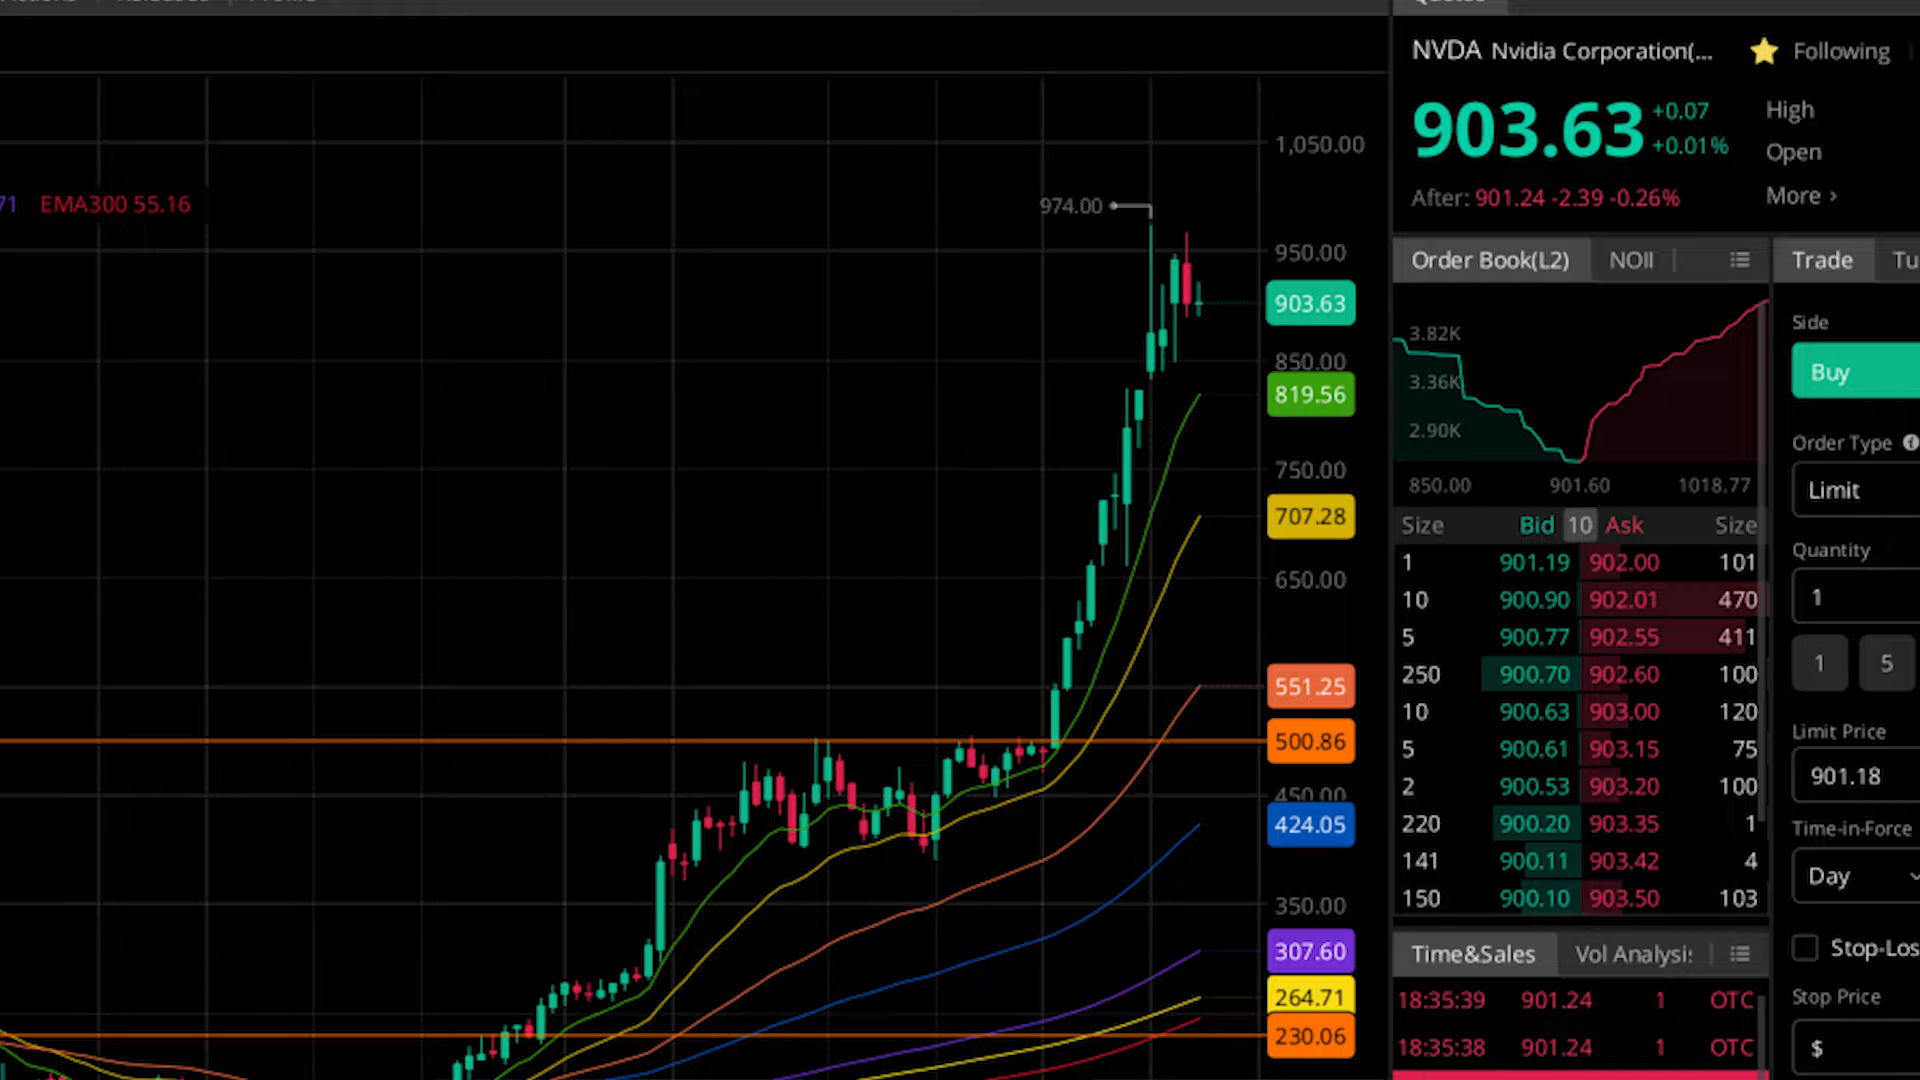 71 EMA300 55.16
974.00
1,050.00
950.00
903.63
850.00
819.56
750.00
707.28
650.00
551.25
500.86
450.00
424.05
350.00
307.60
264.71
230.06
NVDA Nvidia Corporation(... Following
903.63 +0.07 +0.01%
After: 901.24 -2.39 -0.26%
High
Open
More ›
Order Book(L2) NOII
3.82K
3.36K
2.90K
850.00 901.60 1018.77
Size Bid 10 Ask Size
1 901.19 902.00 101
10 900.90 902.01 470
5 900.77 902.55 411
250 900.70 902.60 100
10 900.63 903.00 120
5 900.61 903.15 75
2 900.53 903.20 100
220 900.20 903.35 1
141 900.11 903.42 4
150 900.10 903.50 103
Time&Sales Vol Analysi:
18:35:39 901.24 1 OTC
18:35:38 901.24 1 OTC
Trade Tu
Side
Buy
Order Type
Limit
Quantity
1
1 5
Limit Price
901.18
Time-in-Force
Day
Stop-Los
Stop Price
$